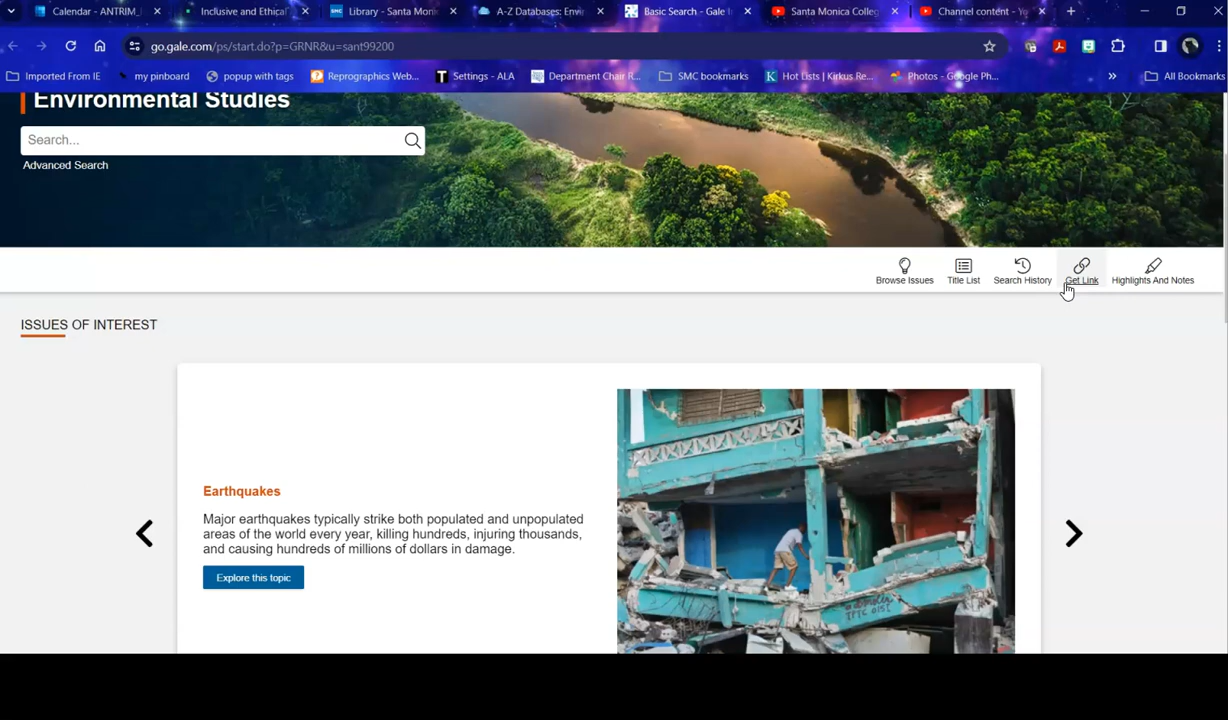 Calendar - ANTRIM_
Inclusive and Ethical
Library - Santa Moni
A-Z Databases: Envi
Basic Search - Gale I
Santa Monica Colleg
Channel content - Yo
go.gale.com/ps/start.do?p=GRNR&u=sant99200
Imported From IE
my pinboard
popup with tags
Reprographics Web...
Settings - ALA
Department Chair R...
SMC bookmarks
Hot Lists | Kirkus Re...
Photos - Google Ph...
All Bookmarks
Environmental Studies
Search...
Advanced Search
Browse Issues
Title List
Search History
Get Link
Highlights And Notes
ISSUES OF INTEREST
Earthquakes
Major earthquakes typically strike both populated and unpopulated
areas of the world every year, killing hundreds, injuring thousands,
and causing hundreds of millions of dollars in damage.
Explore this topic